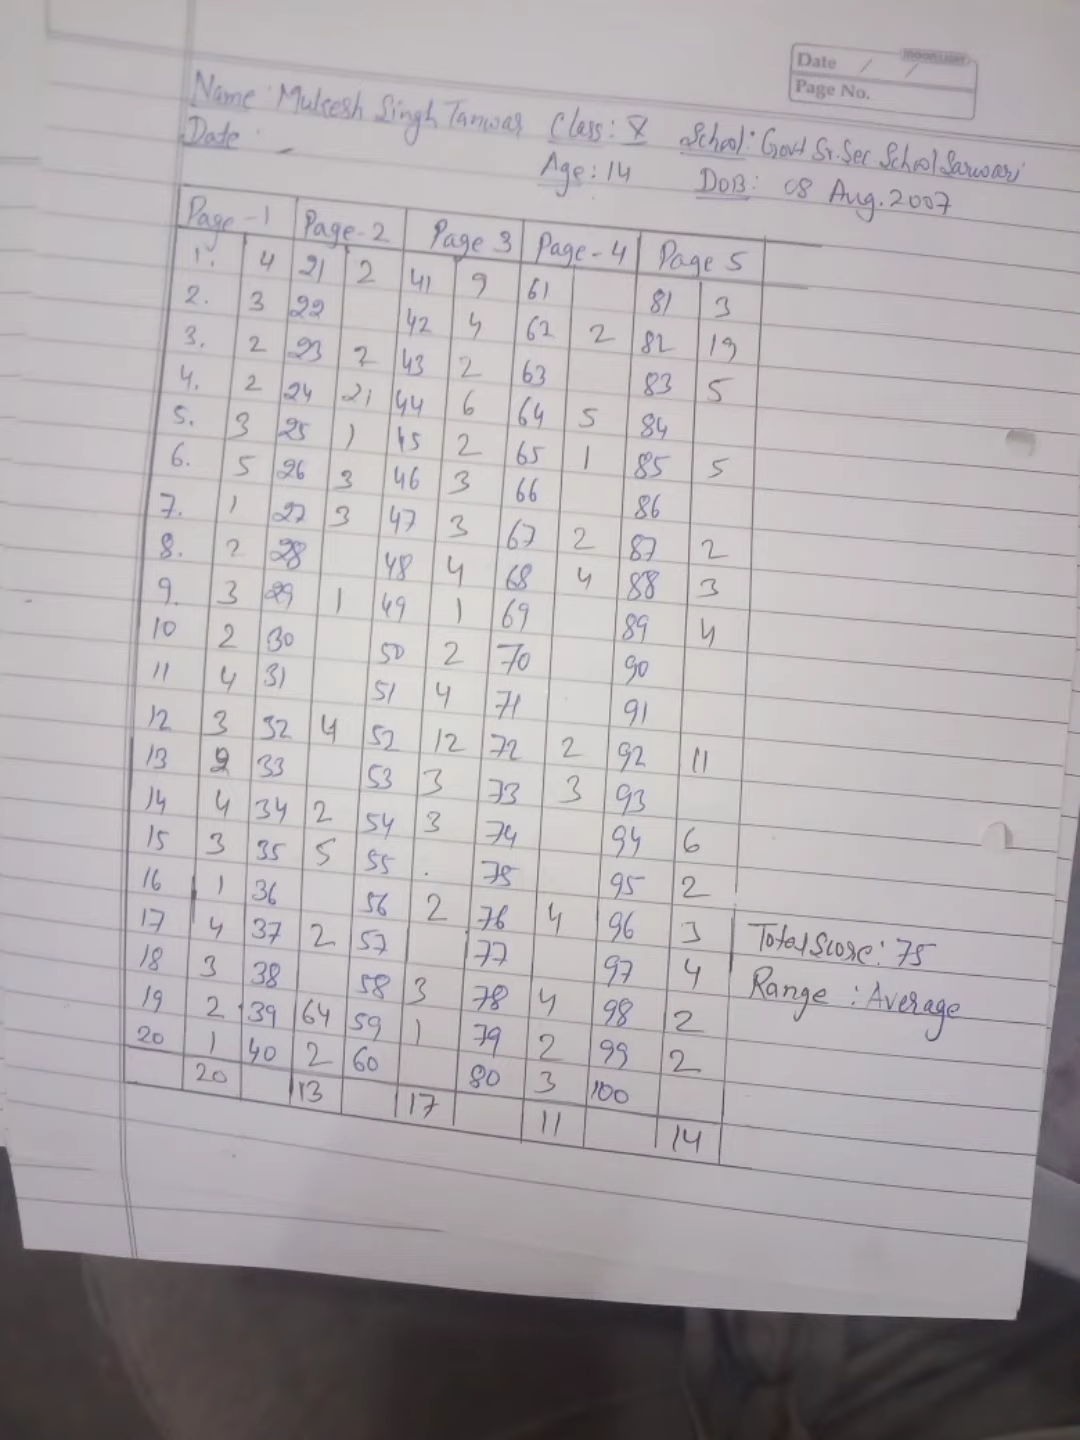 Date / /
Page No.
Name: Mukesh Singh Tanwar Class: X School: Govt Sr. Sec School Sarwari
Date: - Age: 14 DOB: 08 Aug. 2007
Page-1 Page-2 Page 3 Page-4 Page 5
1. 4 21 2 41 9 61 81 3
2. 3 22 42 4 62 2 82 19
3. 2 23 2 43 2 63 83 5
4. 2 24 21 44 6 64 5 84
5. 3 25 1 45 2 65 1 85 5
6. 5 26 3 46 3 66 86
7. 1 27 3 47 3 67 2 87 2
8. 2 28 48 4 68 4 88 3
9. 3 29 1 49 1 69 89 4
10 2 30 50 2 70 90
11 4 31 51 4 71 91
12 3 32 4 52 12 72 2 92 11
13 2 33 53 3 73 3 93
14 4 34 2 54 3 74 94 6
15 3 35 5 55 . 75 95 2
16 1 36 56 2 76 4 96 3
17 4 37 2 57 77 97 4
18 3 38 58 3 78 4 98 2
19 2 39 64 59 1 79 2 99 2
20 1 40 2 60 80 3 100
20 13 17 11 14
Total Score: 75
Range: Average